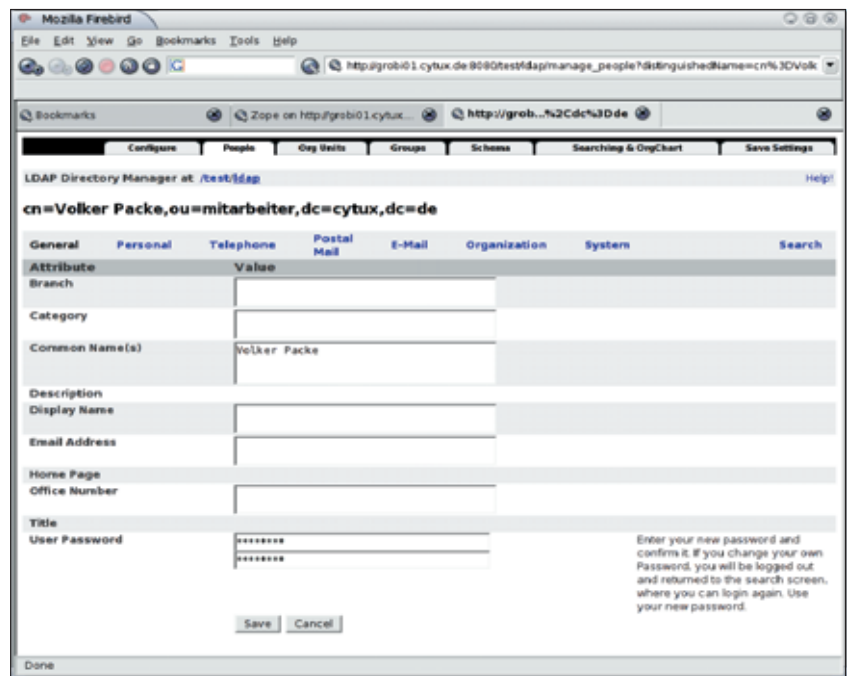 Mozilla Firebird
File Edit View Go Bookmarks Tools Help
http://grobi01.cytux.de:8080/test/ldap/manage_people?distinguishedName=cn%3DVolk
Bookmarks Zope on http://grobi01.cytux... http://grob...%2Cdc%3Dde
Configure People Org Units Groups Schema Searching & OrgChart Save Settings
LDAP Directory Manager at /test/ldap Help!
cn=Volker Packe,ou=mitarbeiter,dc=cytux,dc=de
General Personal Telephone Postal Mail E-Mail Organization System Search
Attribute Value
Branch
Category
Common Name(s) Volker Packe
Description
Display Name
Email Address
Home Page
Office Number
Title
User Password ********
********
Enter your new password and
confirm it. If you change your own
Password, you will be logged out
and returned to the search screen,
where you can login again. Use
your new password.
Save Cancel
Done